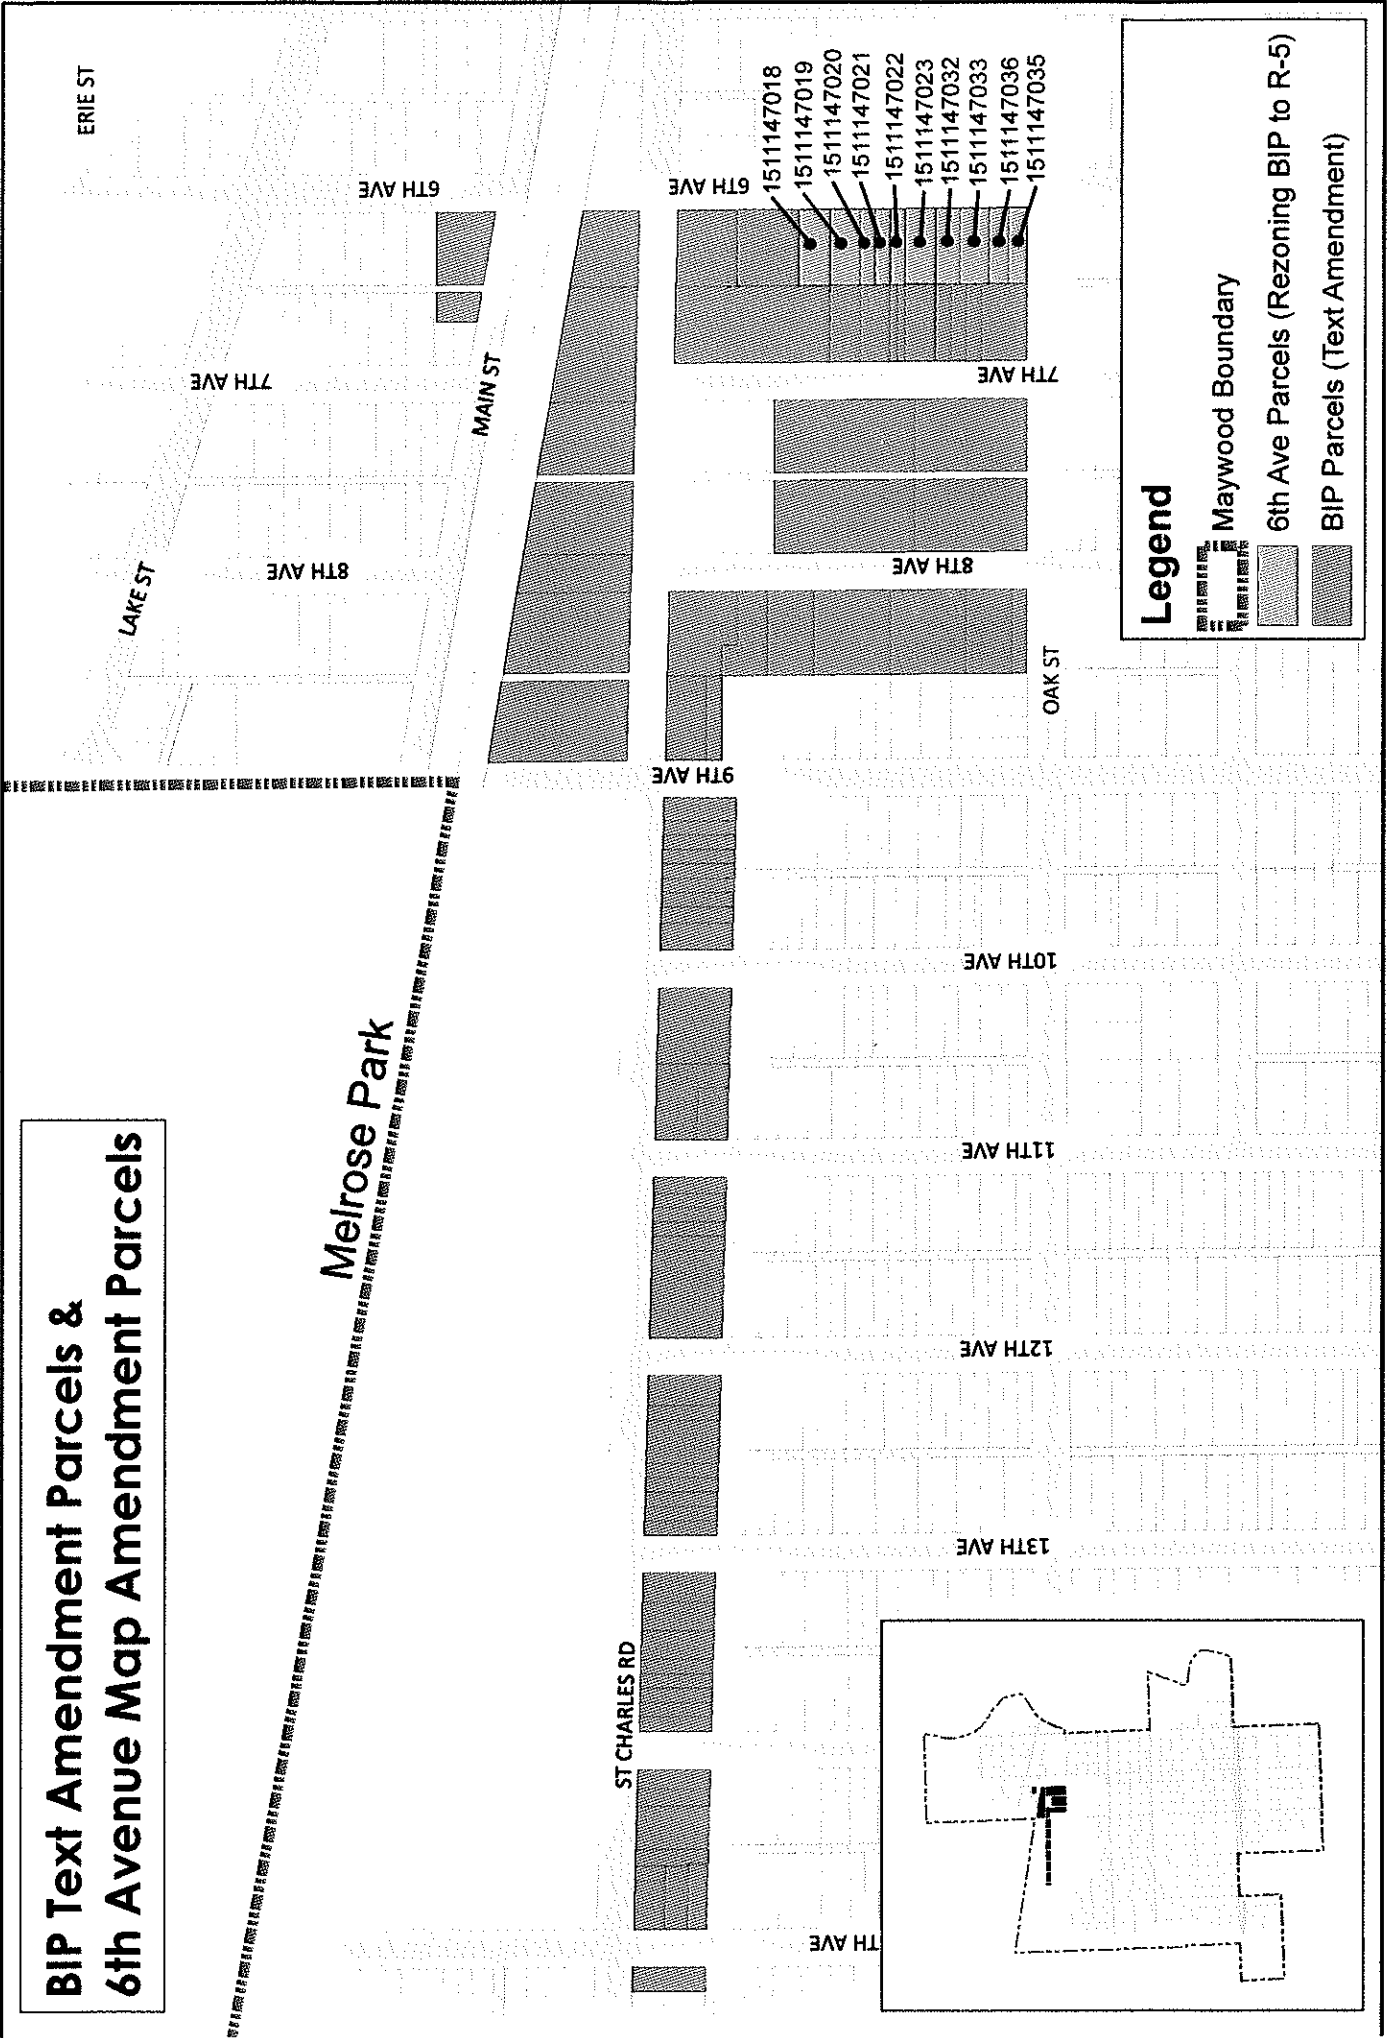 BIP Text Amendment Parcels &
6th Avenue Map Amendment Parcels
Melrose Park
ERIE ST
LAKE ST
MAIN ST
6TH AVE
7TH AVE
8TH AVE
ST CHARLES RD
9TH AVE
6TH AVE
7TH AVE
8TH AVE
10TH AVE
11TH AVE
12TH AVE
13TH AVE
TH AVE
OAK ST
1511147018
1511147019
1511147020
1511147021
1511147022
1511147023
1511147032
1511147033
1511147036
1511147035
Legend
Maywood Boundary
6th Ave Parcels (Rezoning BIP to R-5)
BIP Parcels (Text Amendment)